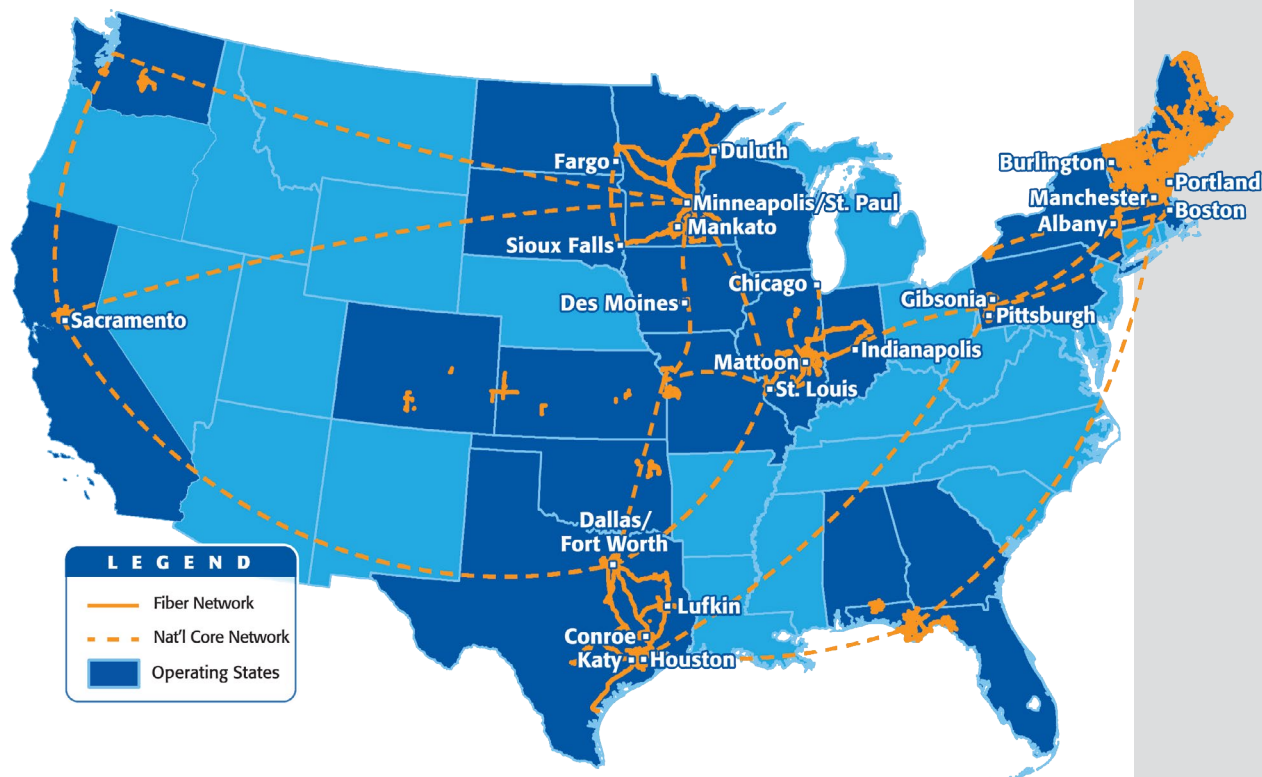 Fargo
Duluth
Burlington
Portland
Minneapolis/St. Paul
Manchester
Boston
Mankato
Albany
Sioux Falls
Chicago
Des Moines
Gibsonia
Sacramento
Pittsburgh
Indianapolis
Mattoon
St. Louis
Dallas/
Fort Worth
LEGEND
Fiber Network
Lufkin
Nat'l Core Network
Conroe
Katy
Houston
Operating States